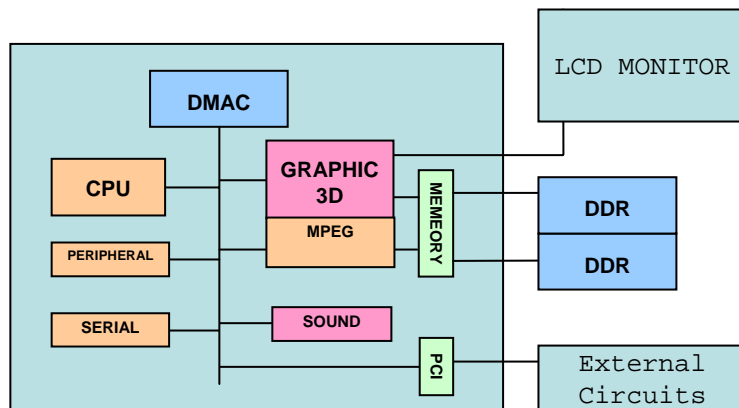 LCD MONITOR
DMAC
GRAPHIC
3D
CPU
MPEG
MEMEORY
DDR
DDR
PERIPHERAL
SERIAL
SOUND
PCI
External
Circuits